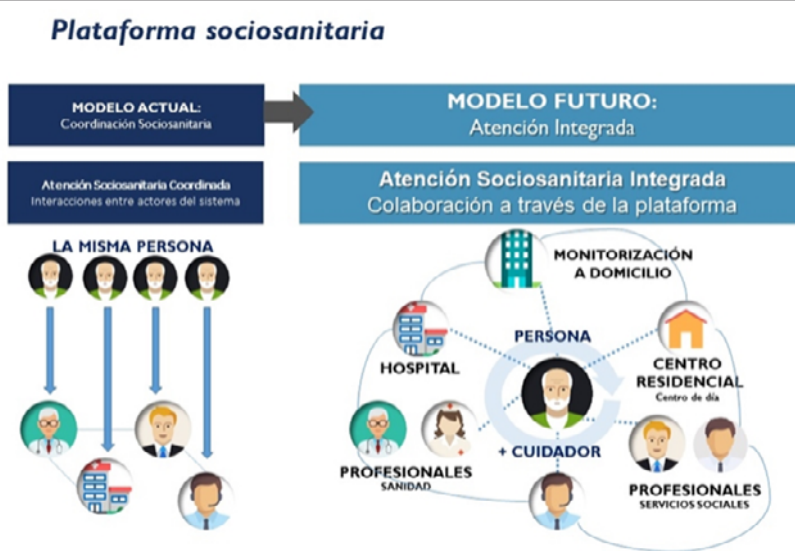 Plataforma sociosanitaria
MODELO ACTUAL:
Coordinación Sociosanitaria
MODELO FUTURO:
Atención Integrada
Atención Sociosanitaria Coordinada
Interacciones entre actores del sistema
Atención Sociosanitaria Integrada
Colaboración a través de la plataforma
LA MISMA PERSONA
MONITORIZACIÓN
A DOMICILIO
HOSPITAL
PERSONA
CENTRO
RESIDENCIAL
Centro de día
+ CUIDADOR
PROFESIONALES
SANIDAD
PROFESIONALES
SERVICIOS SOCIALES